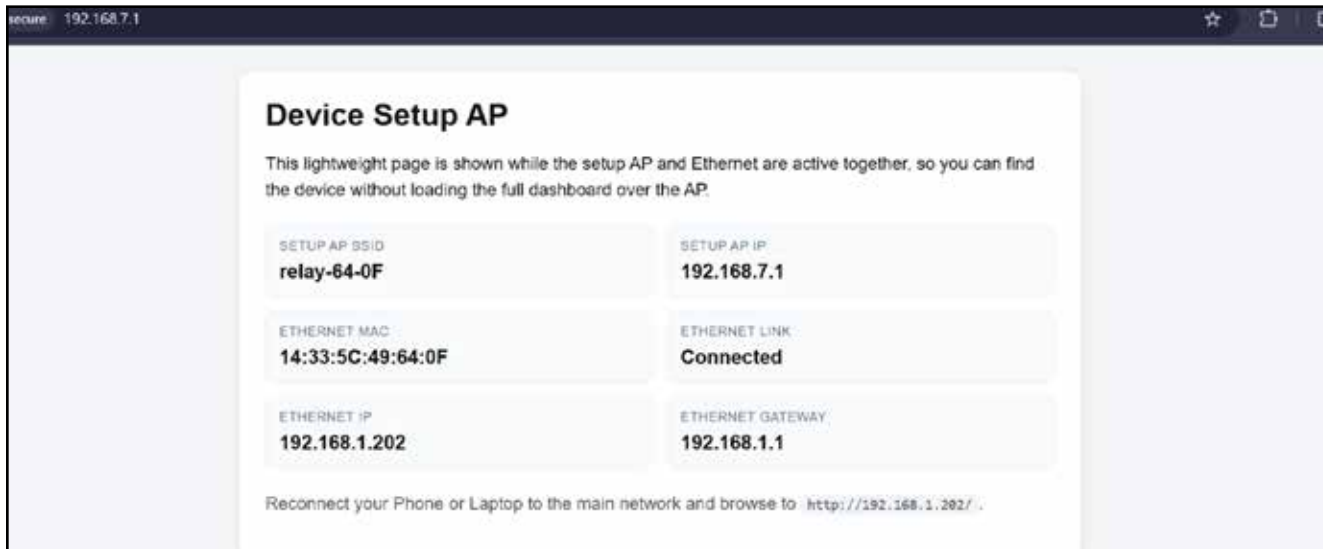 secure 192.168.7.1
Device Setup AP
This lightweight page is shown while the setup AP and Ethernet are active together, so you can find
the device without loading the full dashboard over the AP.
SETUP AP SSID
relay-64-0F
SETUP AP IP
192.168.7.1
ETHERNET MAC
14:33:5C:49:64:0F
ETHERNET LINK
Connected
ETHERNET IP
192.168.1.202
ETHERNET GATEWAY
192.168.1.1
Reconnect your Phone or Laptop to the main network and browse to http://192.168.1.202/ .